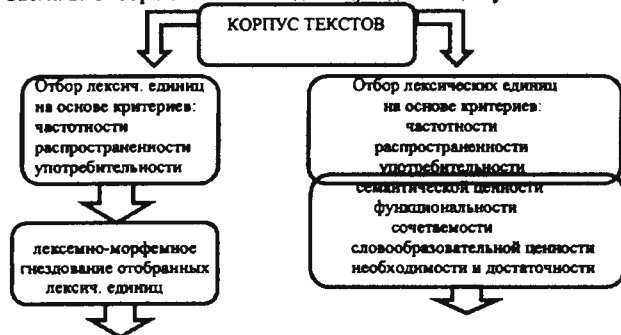 КОРПУС ТЕКСТОВ
Отбор лексич. единиц
на основе критериев:
частотности
распространенности
употребительности
лексемно-морфемное
гнездование отобранных
лексич. единиц
Отбор лексических единиц
на основе критериев:
частотности
распространенности
употребительности
семантической ценности
функциональности
сочетаемости
словообразовательной ценности
необходимости и достаточности